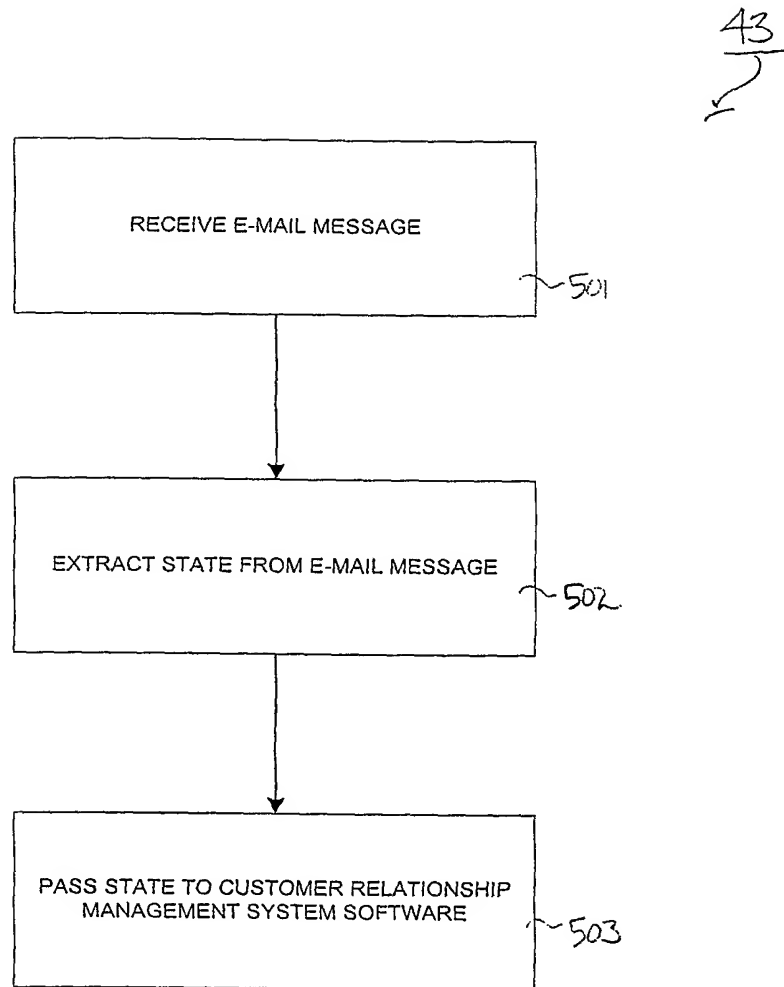 43
RECEIVE E-MAIL MESSAGE
501
EXTRACT STATE FROM E-MAIL MESSAGE
502
PASS STATE TO CUSTOMER RELATIONSHIP
MANAGEMENT SYSTEM SOFTWARE
503